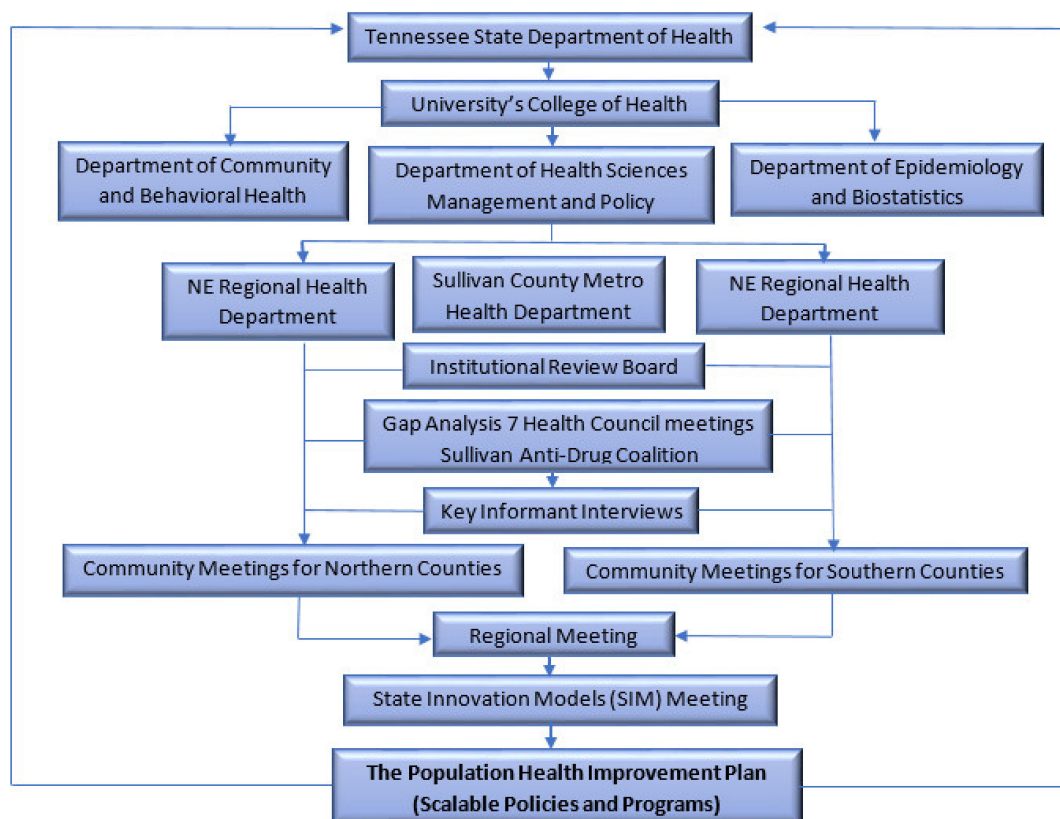 Tennessee State Department of Health
University's College of Health
Department of Community
and Behavioral Health
Department of Health Sciences
Management and Policy
Department of Epidemiology
and Biostatistics
NE Regional Health
Department
Sullivan County Metro
Health Department
NE Regional Health
Department
Institutional Review Board
Gap Analysis 7 Health Council meetings
Sullivan Anti-Drug Coalition
Key Informant Interviews
Community Meetings for Northern Counties
Community Meetings for Southern Counties
Regional Meeting
State Innovation Models (SIM) Meeting
The Population Health Improvement Plan
(Scalable Policies and Programs)